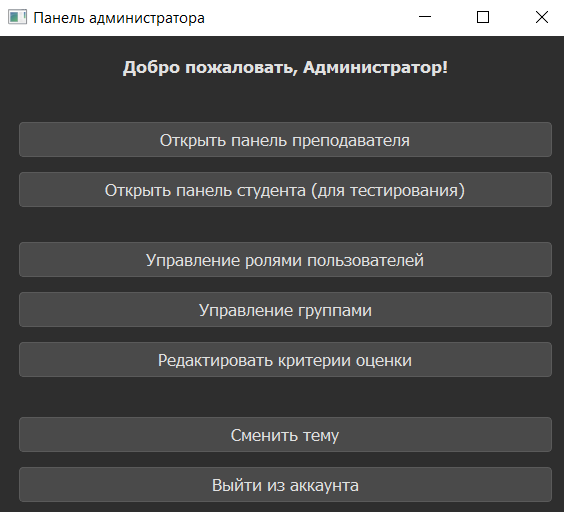 Панель администратора
Добро пожаловать, Администратор!
Открыть панель преподавателя
Открыть панель студента (для тестирования)
Управление ролями пользователей
Управление группами
Редактировать критерии оценки
Сменить тему
Выйти из аккаунта